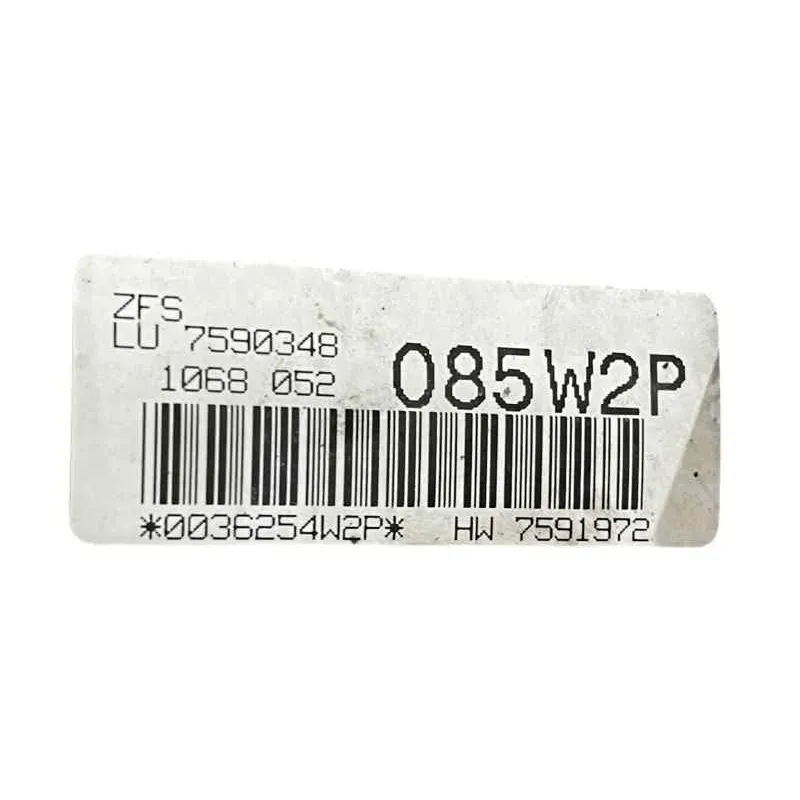 ZFS
LU 7590348
1068 052
085W2P
*0036254W2P* HW 7591972